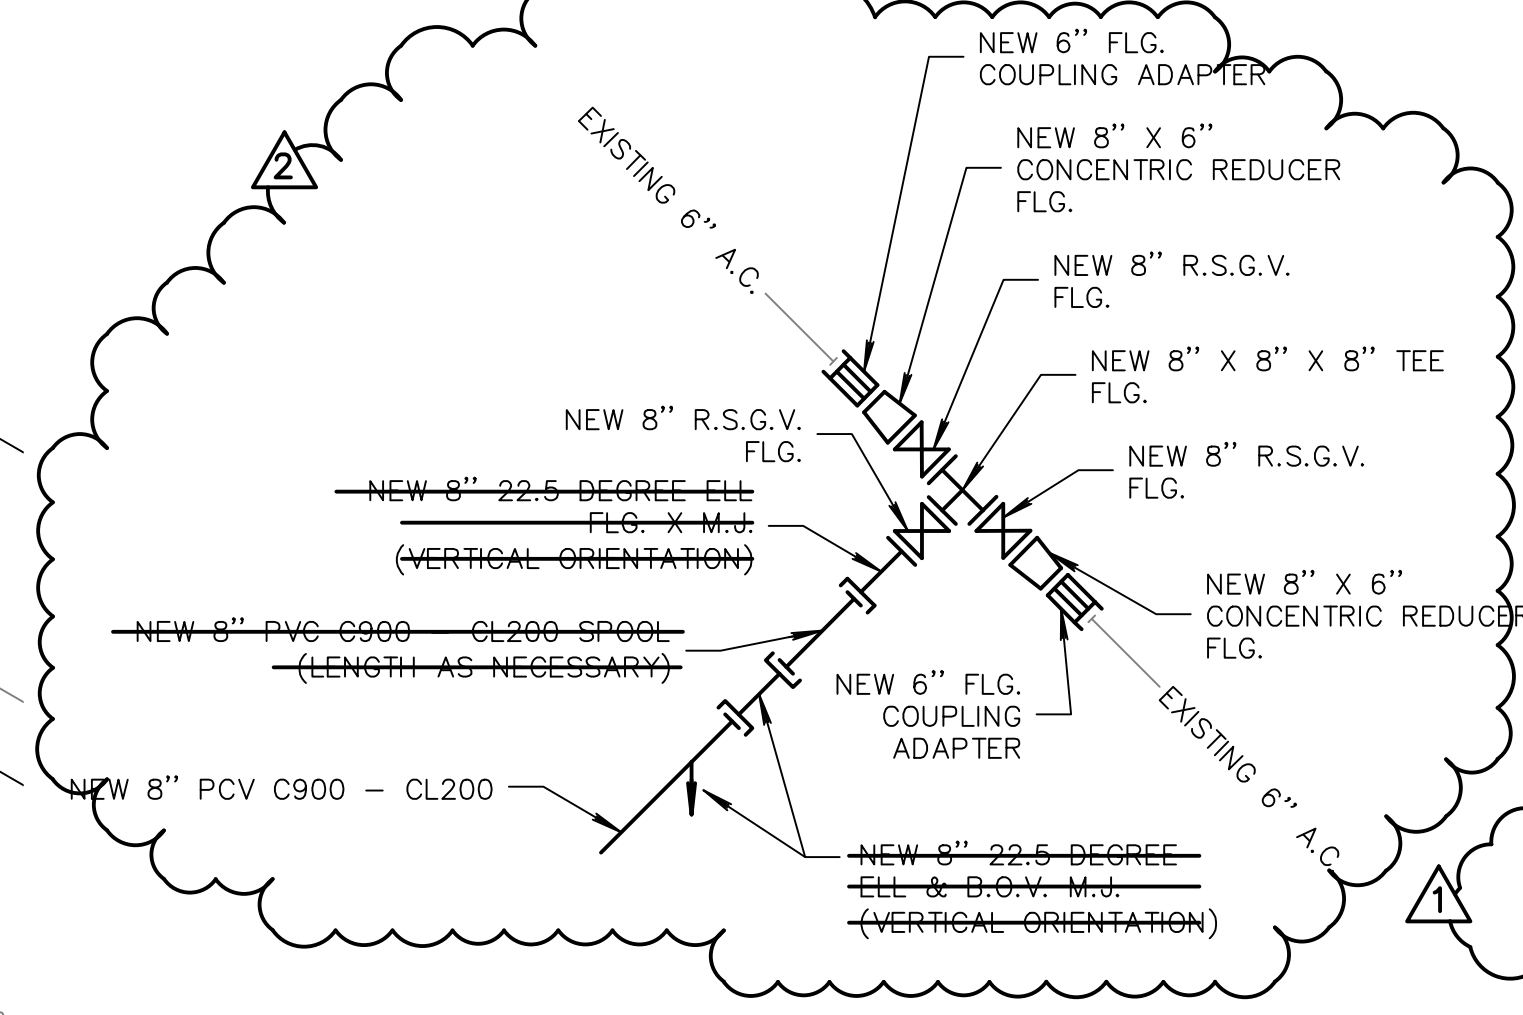 NEW 6” FLG.
COUPLING ADAPTER
NEW 8” X 6”
CONCENTRIC REDUCER
FLG.
2
EXISTING 6” A.C.
NEW 8” R.S.G.V.
FLG.
NEW 8” X 8” X 8” TEE
FLG.
NEW 8” R.S.G.V.
FLG.
NEW 8” R.S.G.V.
FLG.
NEW 8” 22.5 DEGREE ELL
FLG. X M.J.
(VERTICAL ORIENTATION)
NEW 8” X 6”
CONCENTRIC REDUCER
FLG.
NEW 8” PVC C900 – CL200 SPOOL
(LENGTH AS NECESSARY)
NEW 6” FLG.
COUPLING
ADAPTER
EXISTING 6” A.C.
NEW 8” PCV C900 – CL200
NEW 8” 22.5 DEGREE
ELL & B.O.V. M.J.
(VERTICAL ORIENTATION)
1